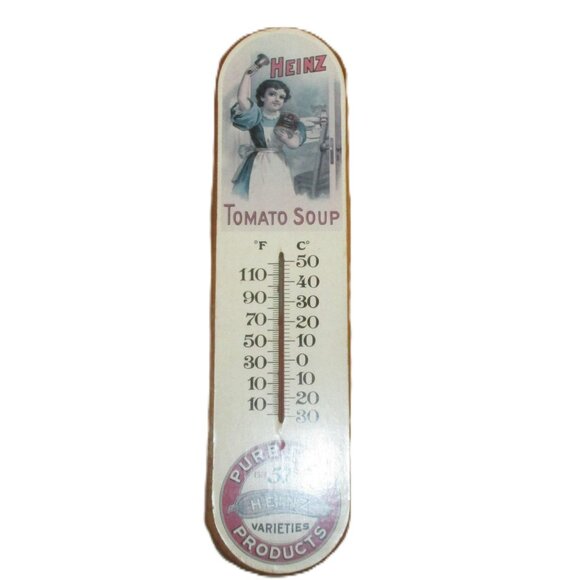 HEINZ
TOMATO SOUP
°F C°
50
110 40
90 30
70 20
50 10
30 0
10 10
10 20
30
PURE
57
HEINZ
VARIETIES
PRODUCTS